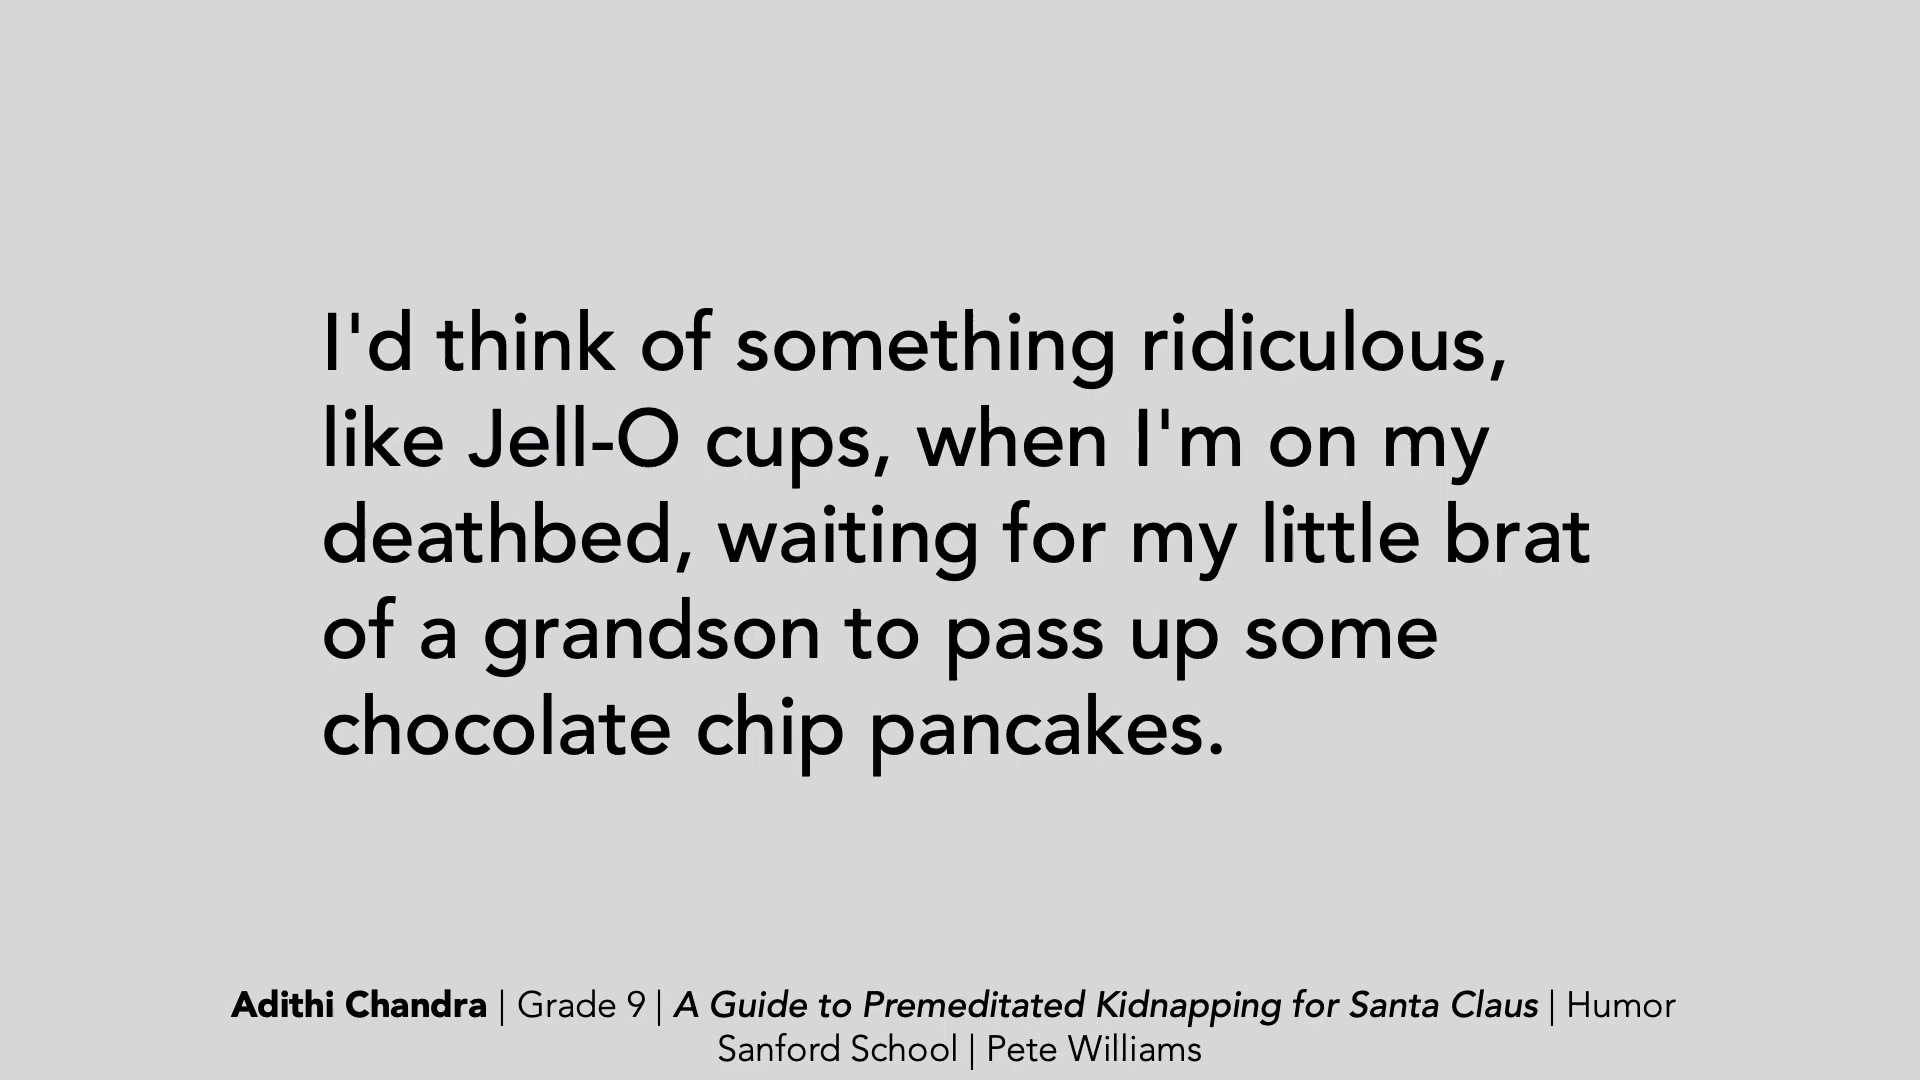 I'd think of something ridiculous,
like Jell-O cups, when I'm on my
deathbed, waiting for my little brat
of a grandson to pass up some
chocolate chip pancakes.
Adithi Chandra | Grade 9 | A Guide to Premeditated Kidnapping for Santa Claus | Humor
Sanford School | Pete Williams